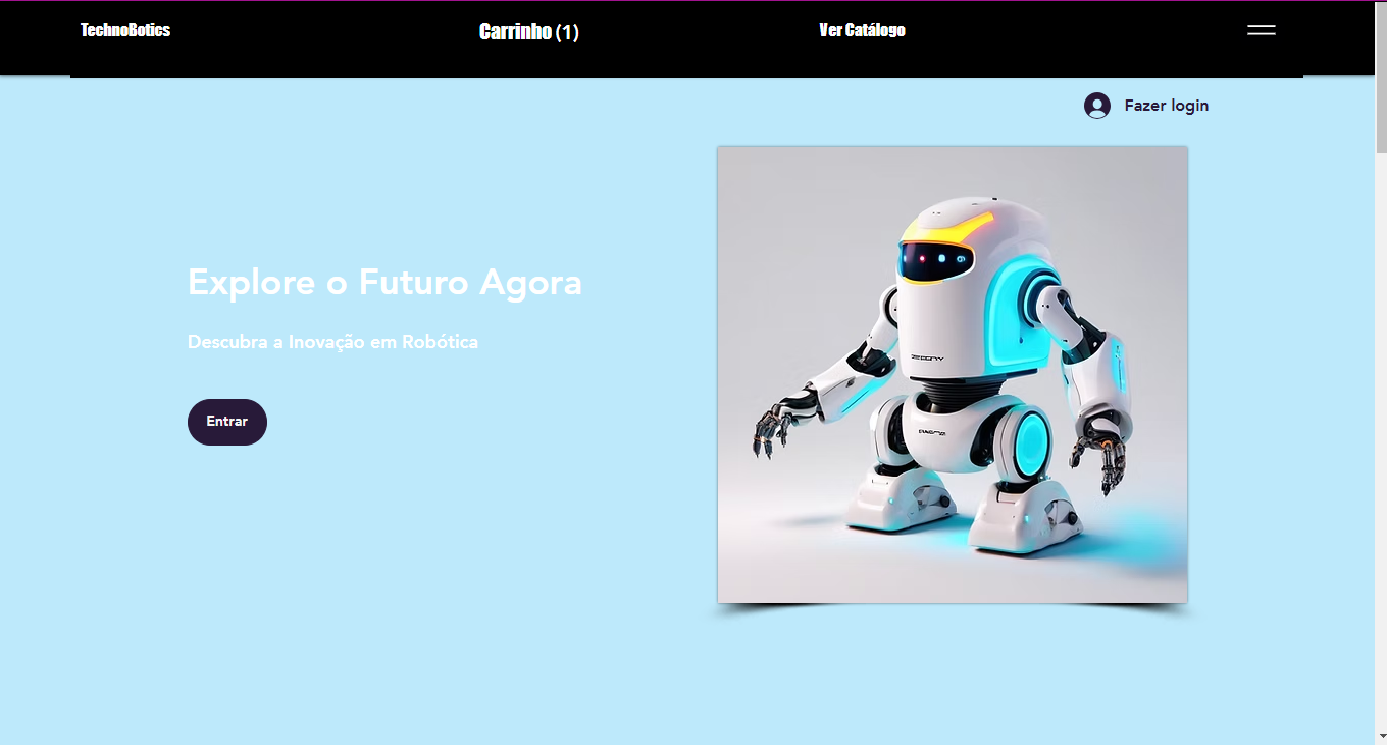 TechnoBotics
Carrinho (1)
Ver Catálogo
Fazer login
Explore o Futuro Agora
Descubra a Inovação em Robótica
Entrar